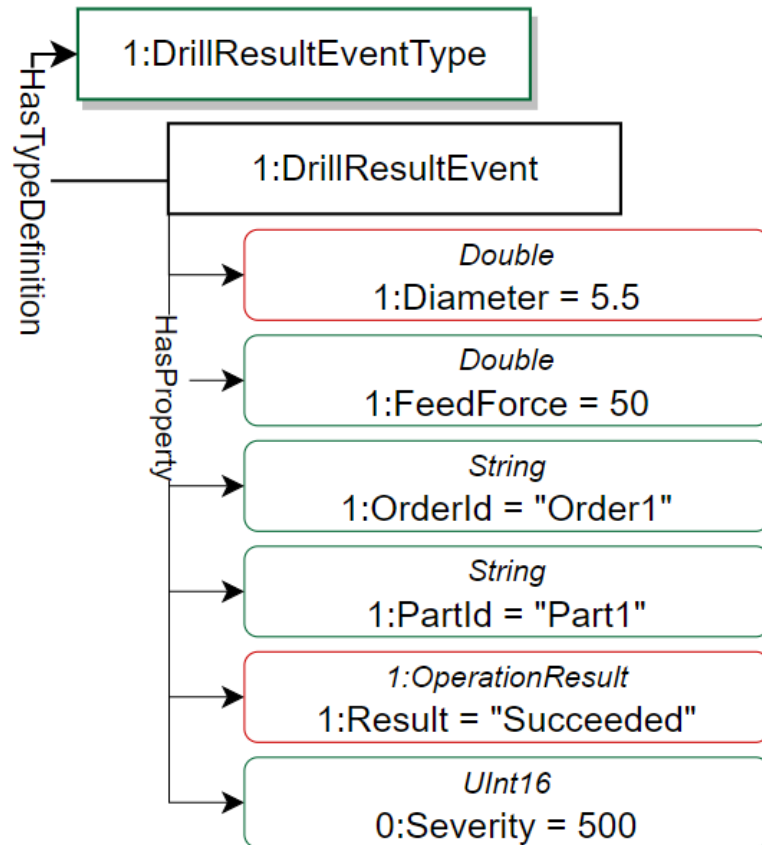 1:DrillResultEventType
HasTypeDefinition
1:DrillResultEvent
HasProperty
Double
1:Diameter = 5.5
Double
1:FeedForce = 50
String
1:OrderId = "Order1"
String
1:PartId = "Part1"
1:OperationResult
1:Result = "Succeeded"
UInt16
0:Severity = 500